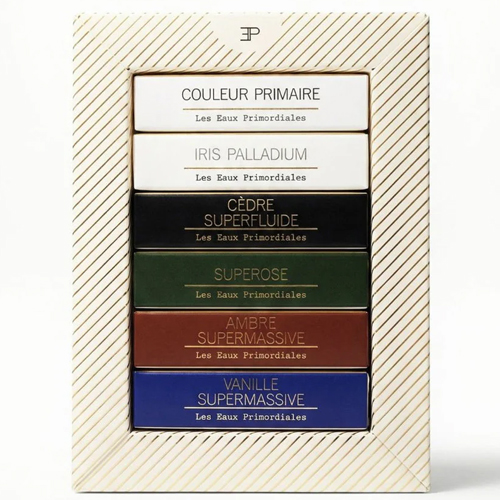 EP
COULEUR PRIMAIRE
Les Eaux Primordiales
IRIS PALLADIUM
Les Eaux Primordiales
CÈDRE
SUPERFLUIDE
Les Eaux Primordiales
SUPEROSE
Les Eaux Primordiales
AMBRE
SUPERMASSIVE
Les Eaux Primordiales
VANILLE
SUPERMASSIVE
Les Eaux Primordiales